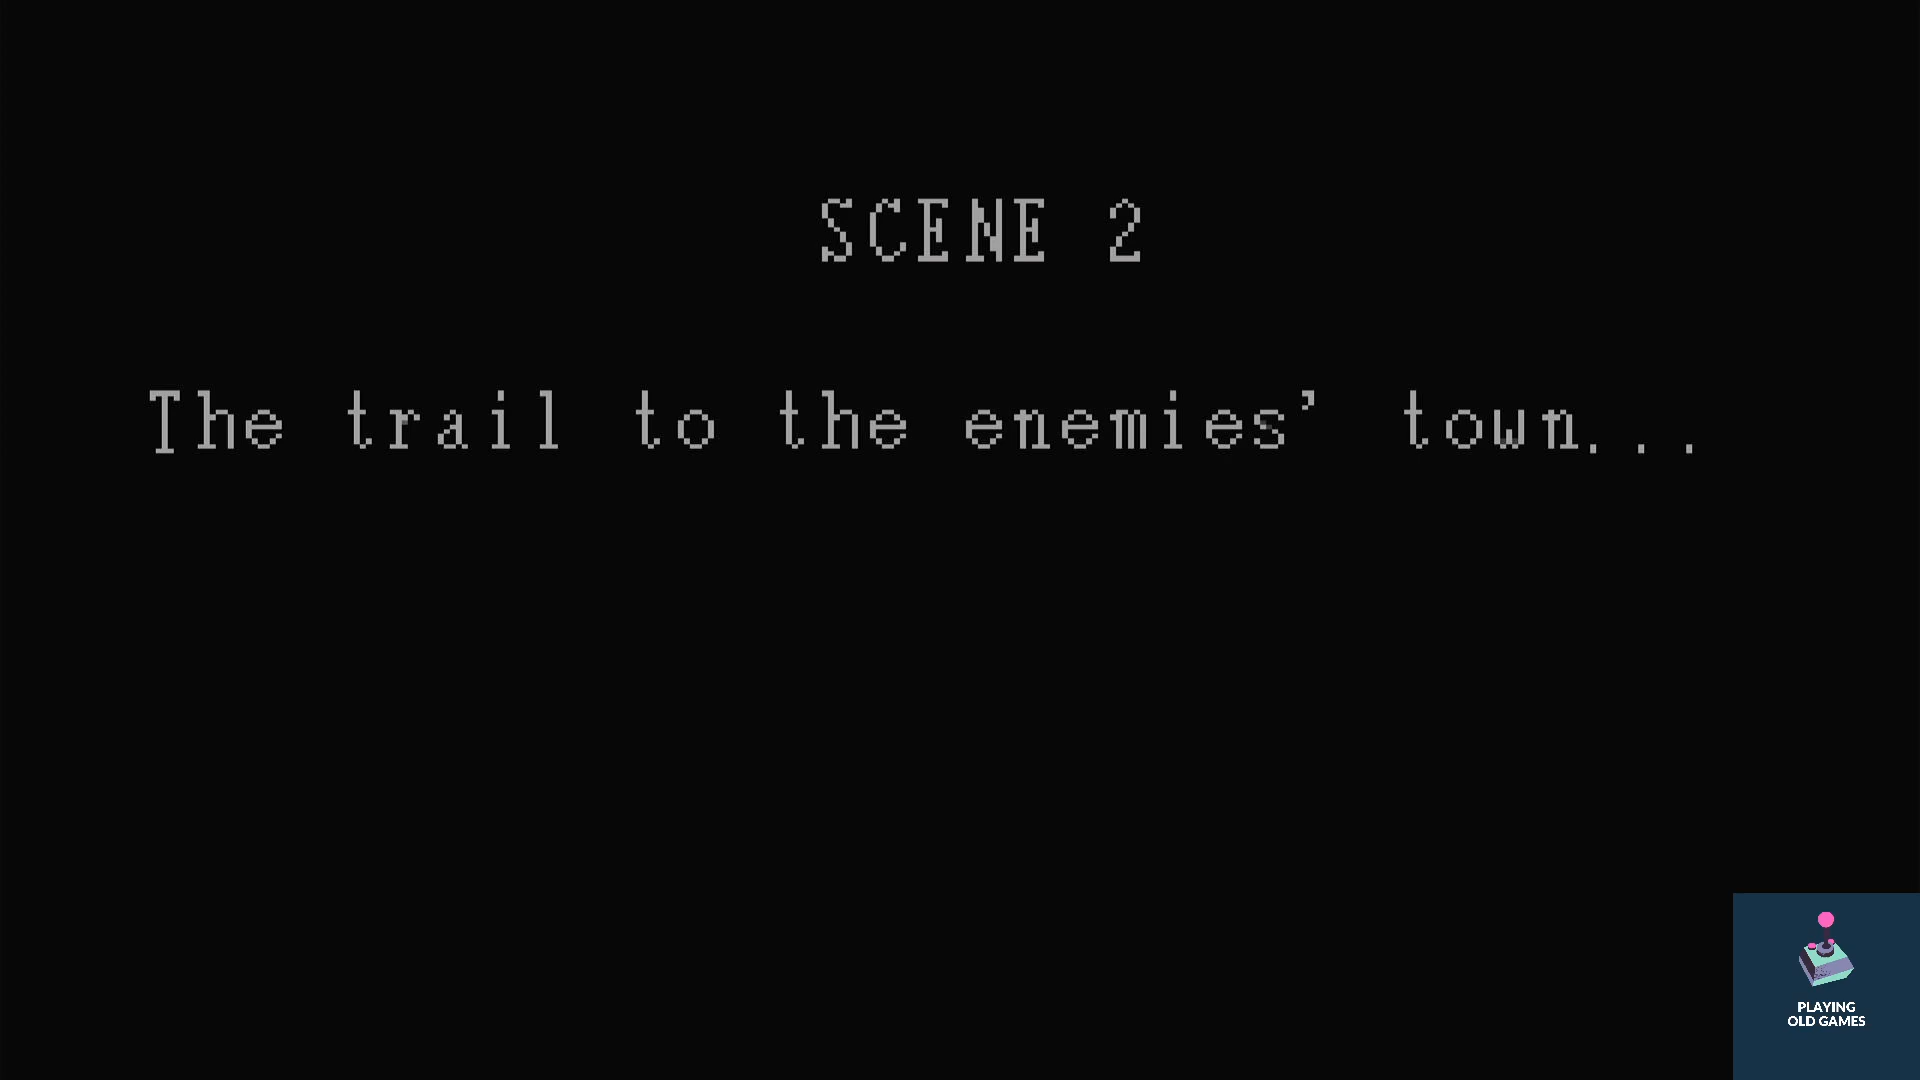 SCENE 2
The trail to the enemies' town...
PLAYING
OLD GAMES